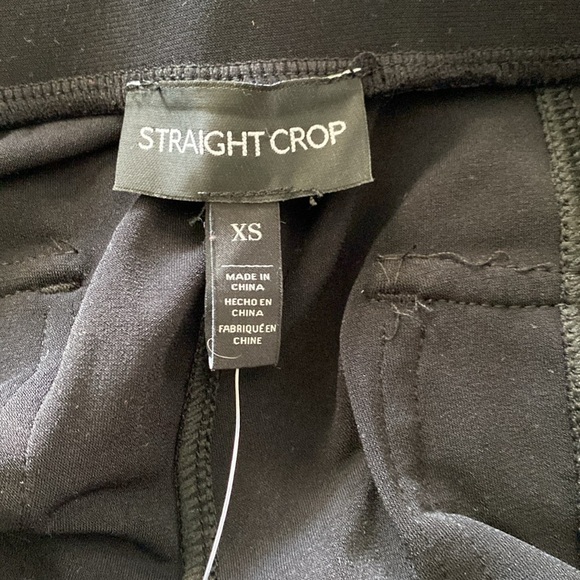 STRAIGHT CROP
XS
MADE IN
CHINA
HECHO EN
CHINA
FABRIQUÉ EN
CHINE